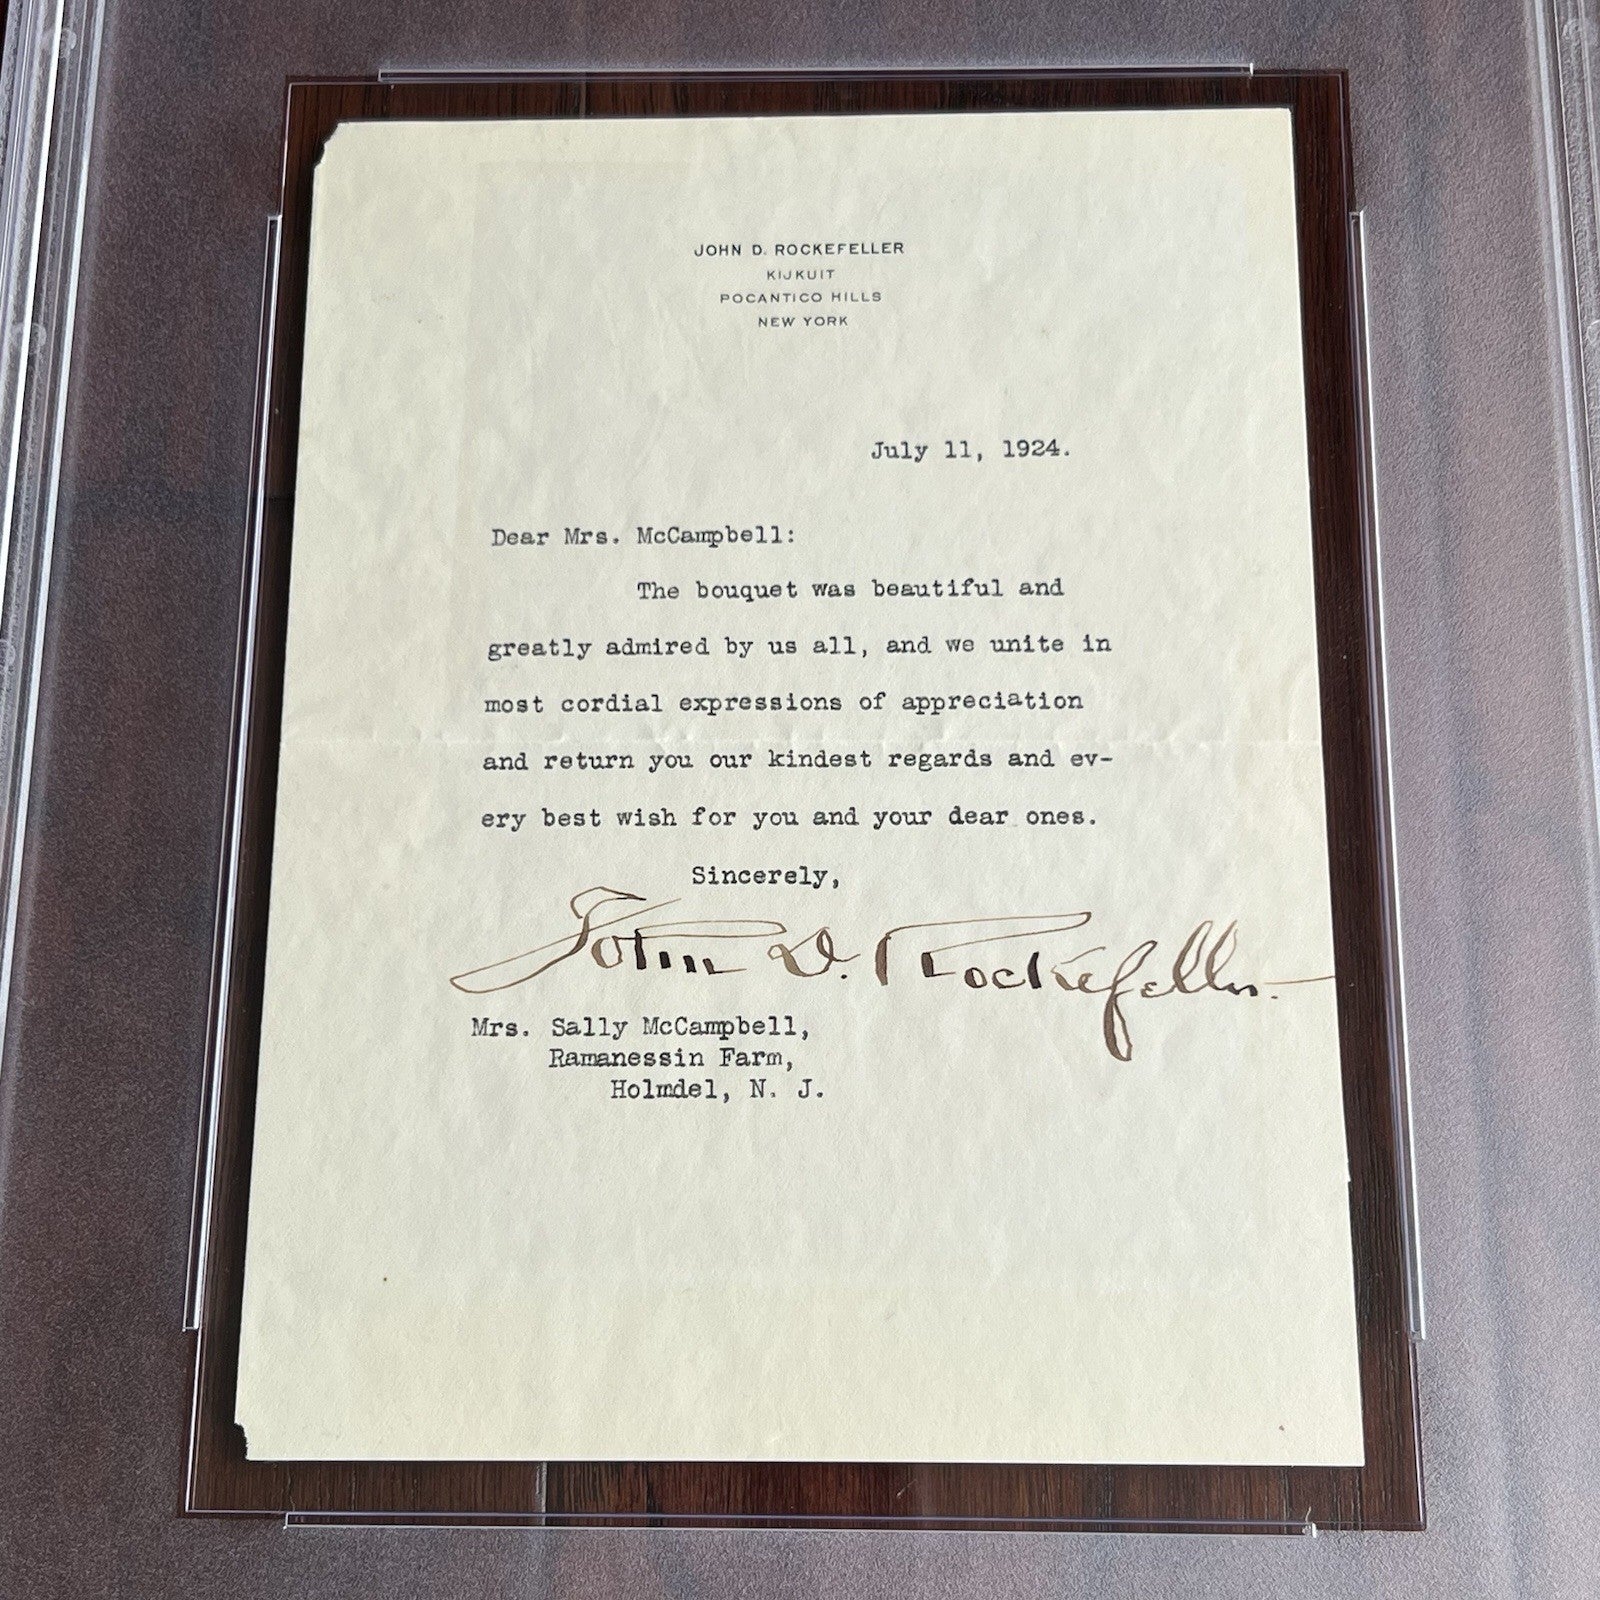 JOHN D. ROCKEFELLER
KIJKUIT
POCANTICO HILLS
NEW YORK
July 11, 1924.
Dear Mrs. McCampbell:
The bouquet was beautiful and
greatly admired by us all, and we unite in
most cordial expressions of appreciation
and return you our kindest regards and ev-
ery best wish for you and your dear ones.
Sincerely,
John D. Rockefeller.
Mrs. Sally McCampbell,
Ramanessin Farm,
Holmdel, N. J.